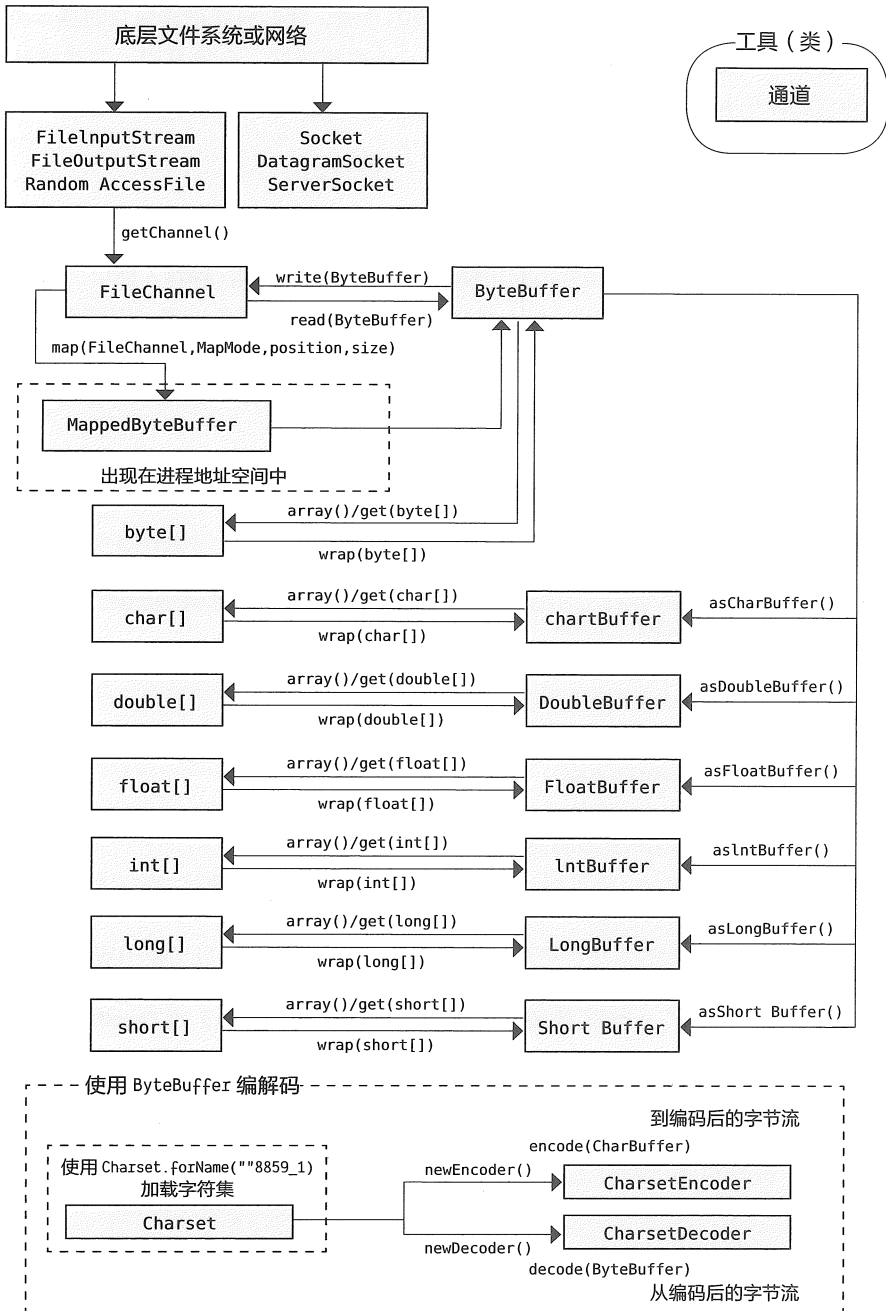 底层文件系统或网络
工具（类）
通道
FilelnputStream
FileOutputStream
Random AccessFile
Socket
DatagramSocket
ServerSocket
getChannel()
FileChannel
write(ByteBuffer)
read(ByteBuffer)
ByteBuffer
map(FileChannel,MapMode,position,size)
MappedByteBuffer
出现在进程地址空间中
byte[]
array()/get(byte[])
wrap(byte[])
char[]
array()/get(char[])
wrap(char[])
chartBuffer
asCharBuffer()
double[]
array()/get(double[])
wrap(double[])
DoubleBuffer
asDoubleBuffer()
float[]
array()/get(float[])
wrap(float[])
FloatBuffer
asFloatBuffer()
int[]
array()/get(int[])
wrap(int[])
lntBuffer
aslntBuffer()
long[]
array()/get(long[])
wrap(long[])
LongBuffer
asLongBuffer()
short[]
array()/get(short[])
wrap(short[])
Short Buffer
asShort Buffer()
使用 ByteBuffer 编解码
到编码后的字节流
encode(CharBuffer)
使用 Charset.forName(""8859_1)
加载字符集
Charset
newEncoder()
CharsetEncoder
newDecoder()
CharsetDecoder
decode(ByteBuffer)
从编码后的字节流